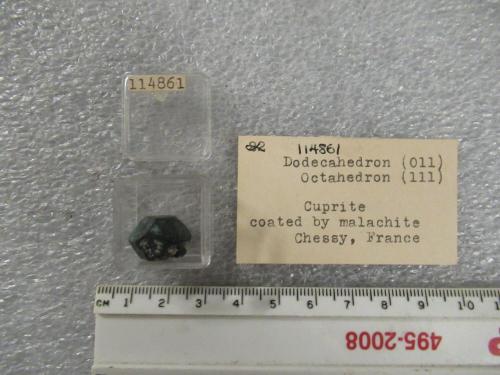 114861
114861
Dodecahedron (011)
Octahedron (111)
Cuprite
coated by malachite
Chessy, France
CM 1 2 3 4 5 6 7 8 9 10
495-2008